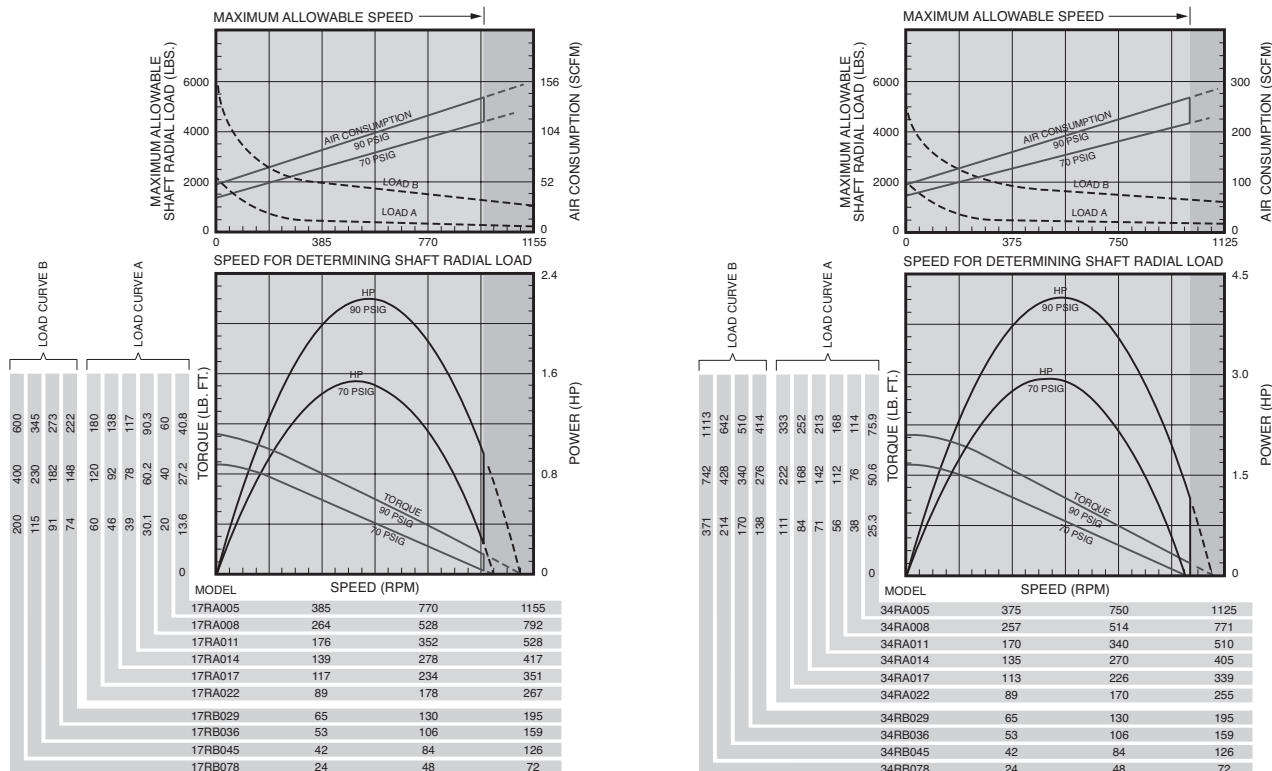 MAXIMUM ALLOWABLE SPEED
MAXIMUM ALLOWABLE
SHAFT RADIAL LOAD (LBS.)
6000
4000
2000
0
AIR CONSUMPTION
90 PSIG
70 PSIG
LOAD B
LOAD A
156
104
52
0
AIR CONSUMPTION (SCFM)
0 385 770 1155
SPEED FOR DETERMINING SHAFT RADIAL LOAD
LOAD CURVE B
LOAD CURVE A
600 345 273 222 180 138 117 90.3 60 40.8
400 230 182 148 120 92 78 60.2 40 27.2
200 115 91 74 60 46 39 30.1 20 13.6
0
TORQUE (LB. FT.)
HP
90 PSIG
HP
70 PSIG
TORQUE
90 PSIG
70 PSIG
2.4
1.6
0.8
0
POWER (HP)
MODEL SPEED (RPM)
17RA005 385 770 1155
17RA008 264 528 792
17RA011 176 352 528
17RA014 139 278 417
17RA017 117 234 351
17RA022 89 178 267
17RB029 65 130 195
17RB036 53 106 159
17RB045 42 84 126
17RB078 24 48 72
MAXIMUM ALLOWABLE SPEED
MAXIMUM ALLOWABLE
SHAFT RADIAL LOAD (LBS.)
6000
4000
2000
0
AIR CONSUMPTION
90 PSIG
70 PSIG
LOAD B
LOAD A
300
200
100
0
AIR CONSUMPTION (SCFM)
0 375 750 1125
SPEED FOR DETERMINING SHAFT RADIAL LOAD
LOAD CURVE B
LOAD CURVE A
1113 642 510 414 333 252 213 168 114 75.9
742 428 340 276 222 168 142 112 76 50.6
371 214 170 138 111 84 71 56 38 25.3
0
TORQUE (LB. FT.)
HP
90 PSIG
HP
70 PSIG
TORQUE
90 PSIG
70 PSIG
4.5
3.0
1.5
0
POWER (HP)
MODEL SPEED (RPM)
34RA005 375 750 1125
34RA008 257 514 771
34RA011 170 340 510
34RA014 135 270 405
34RA017 113 226 339
34RA022 89 170 255
34RB029 65 130 195
34RB036 53 106 159
34RB045 42 84 126
34RB078 24 48 72